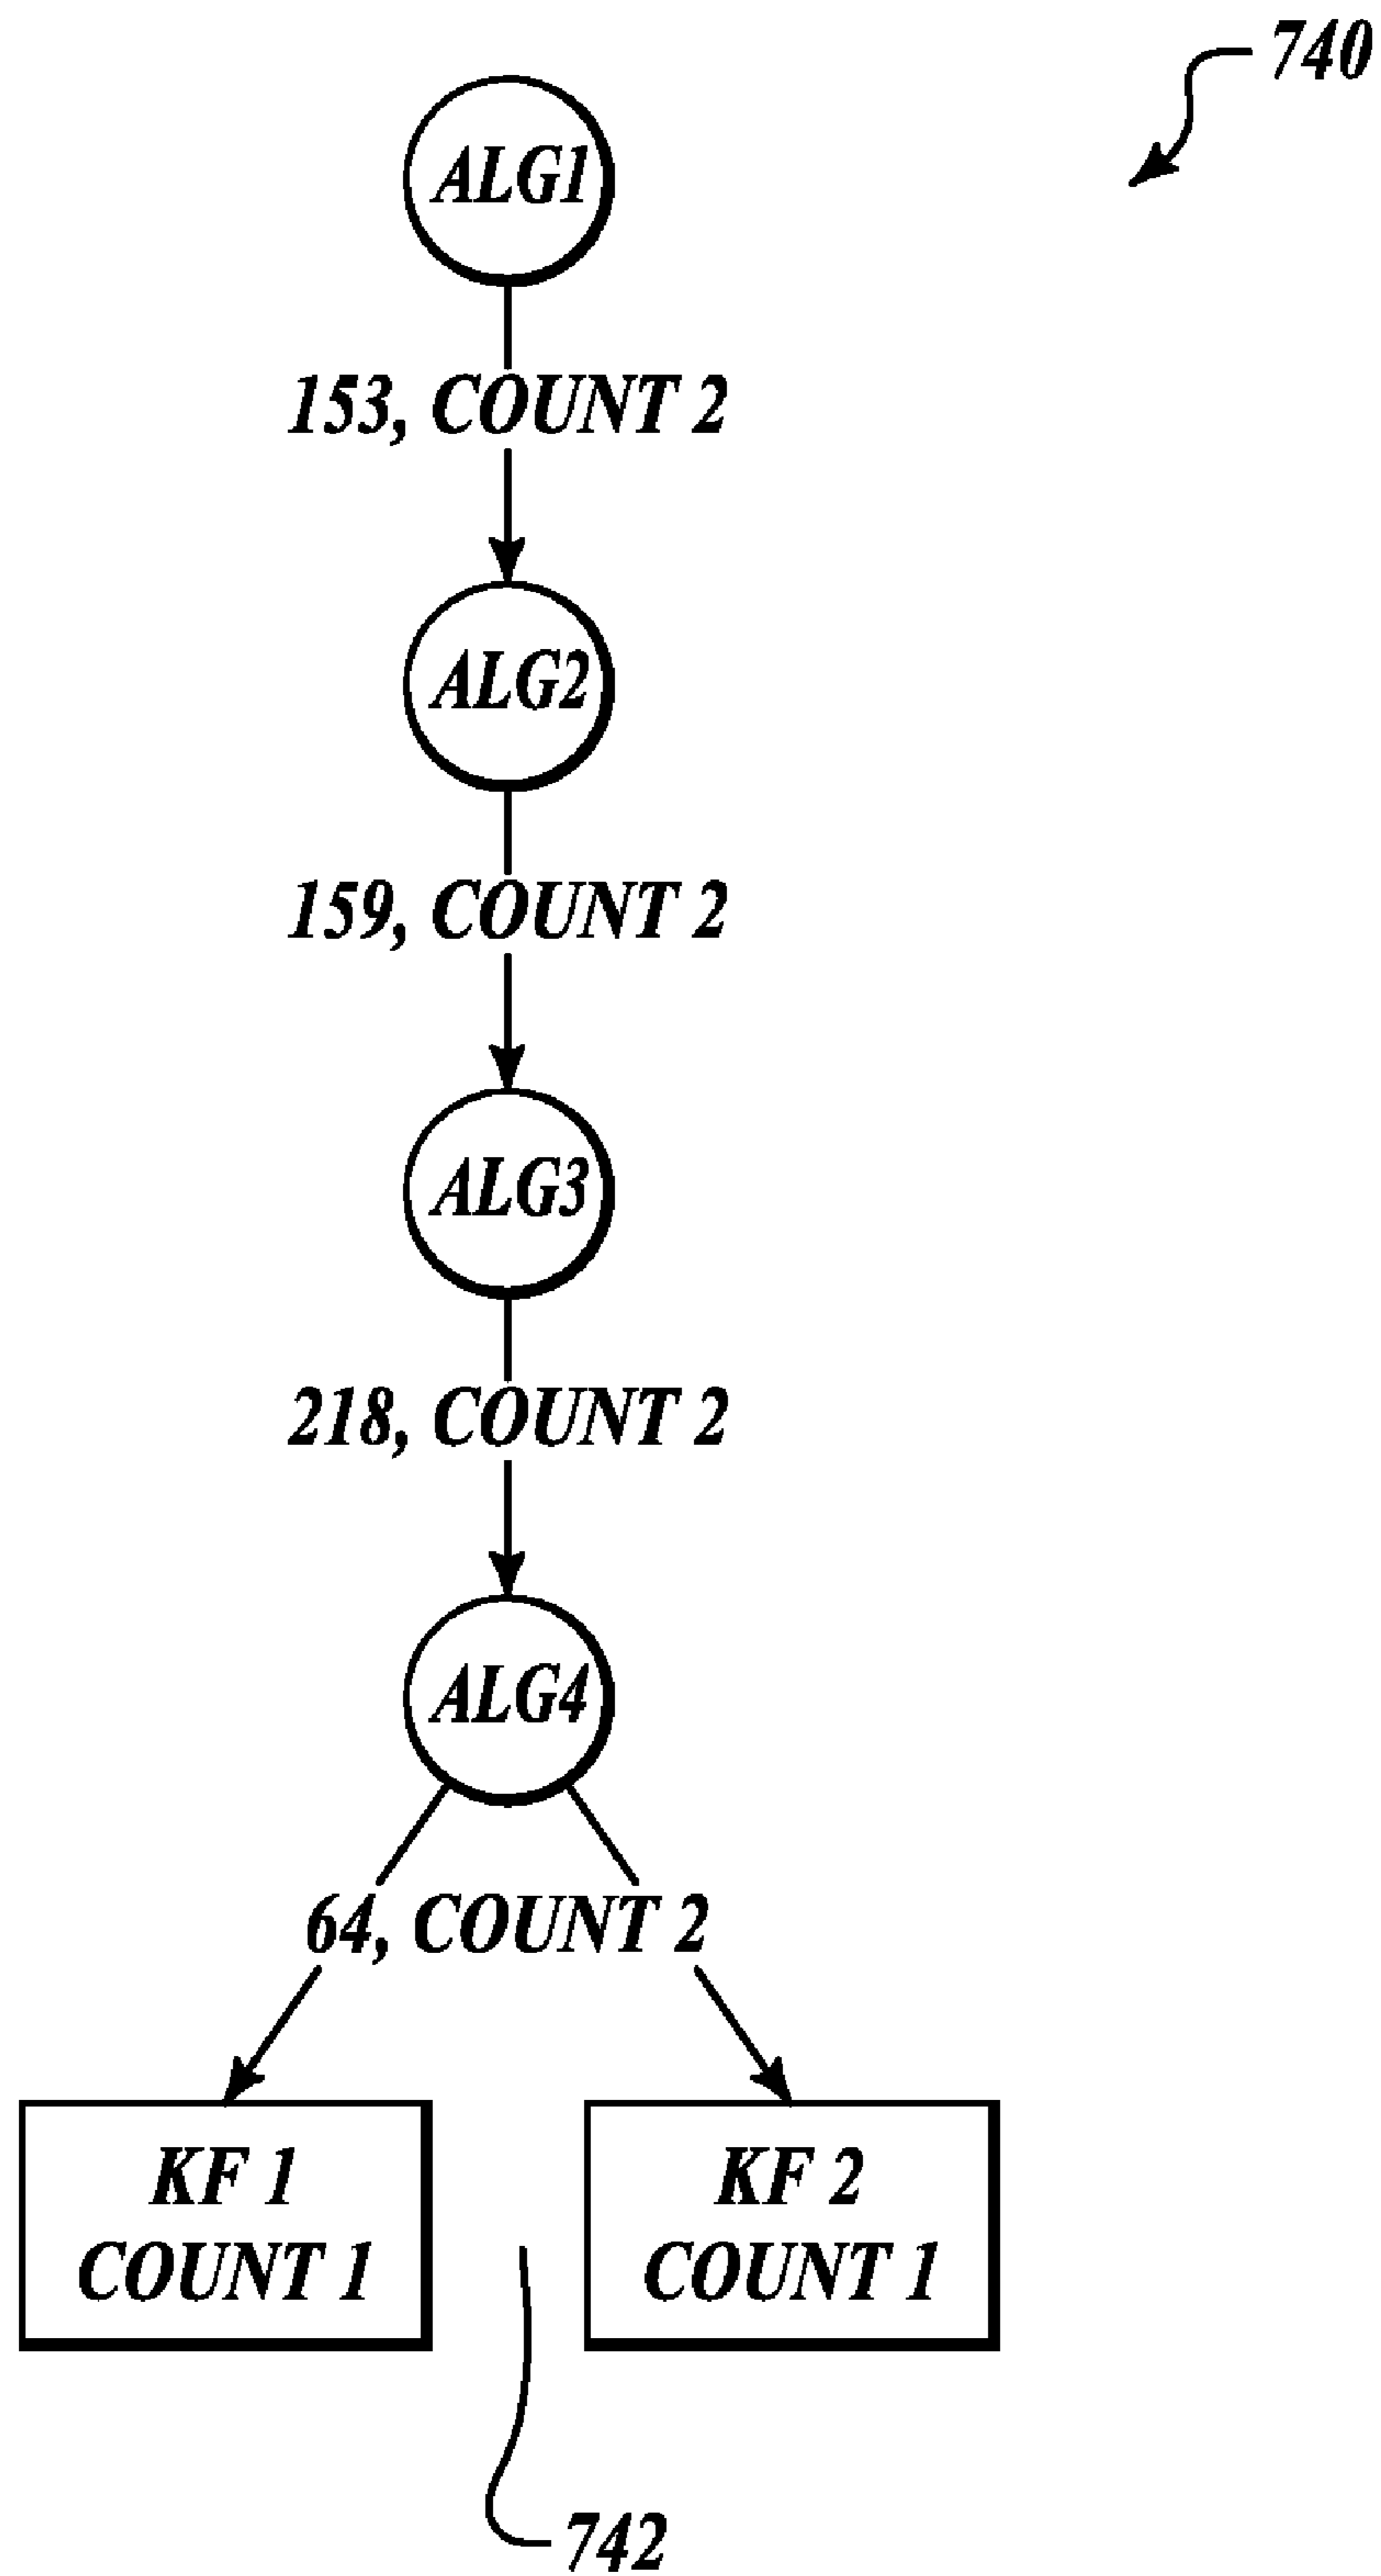 740
ALG1
153, COUNT 2
ALG2
159, COUNT 2
ALG3
218, COUNT 2
ALG4
64, COUNT 2
KF 1
COUNT 1
KF 2
COUNT 1
742